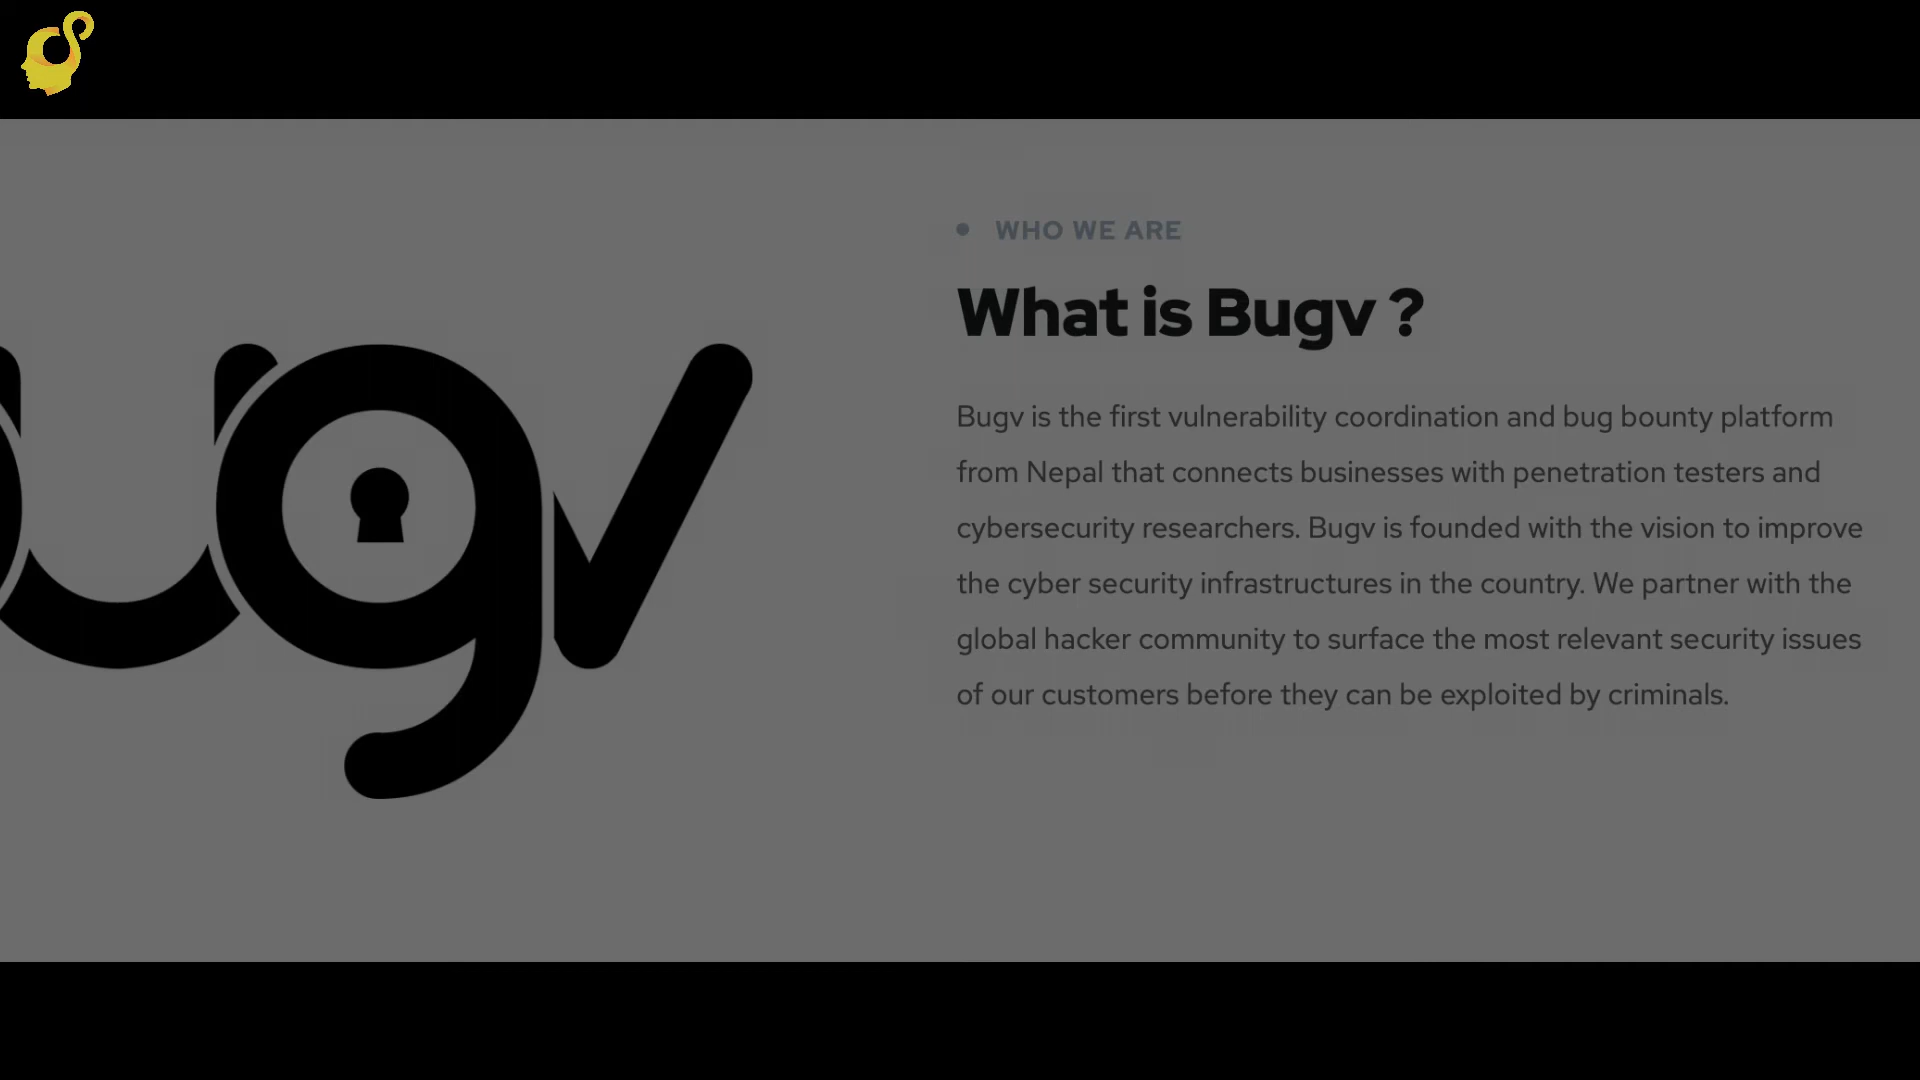 WHO WE ARE
What is Bugv ?
ugv
Bugv is the first vulnerability coordination and bug bounty platform
from Nepal that connects businesses with penetration testers and
cybersecurity researchers. Bugv is founded with the vision to improve
the cyber security infrastructures in the country. We partner with the
global hacker community to surface the most relevant security issues
of our customers before they can be exploited by criminals.